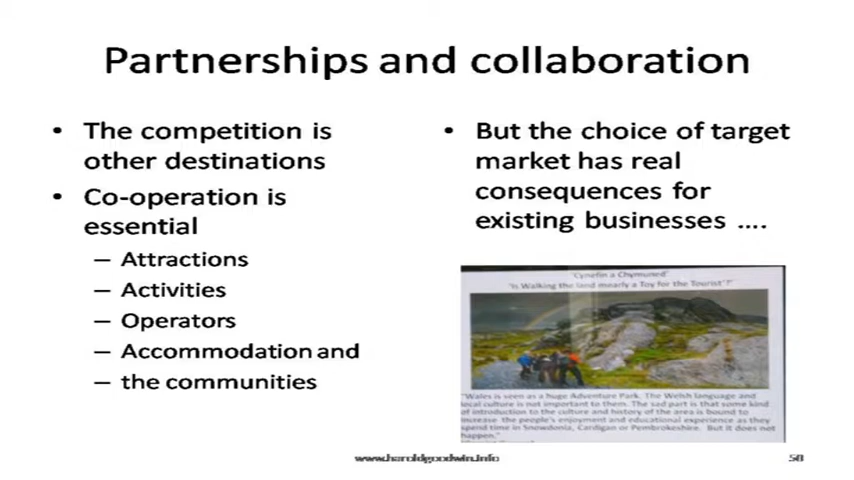 Partnerships and collaboration
• The competition is
other destinations
• Co-operation is
essential
– Attractions
– Activities
– Operators
– Accommodation and
– the communities
• But the choice of target
market has real
consequences for
existing businesses ....
'Cynefin a Chymuned'
'Is Walking the land mearly a Toy for the Tourist'?'
"Wales is seen as a huge Adventure Park. The Welsh language and
local culture is not important to them. The sad part is that some kind
of introduction to the culture and history of the area is bound to
increase the people's enjoyment and educational experience as they
spend time in Snowdonia, Cardigan or Pembrokeshire. But it does not
happen."
www.haroldgoodwin.info
58